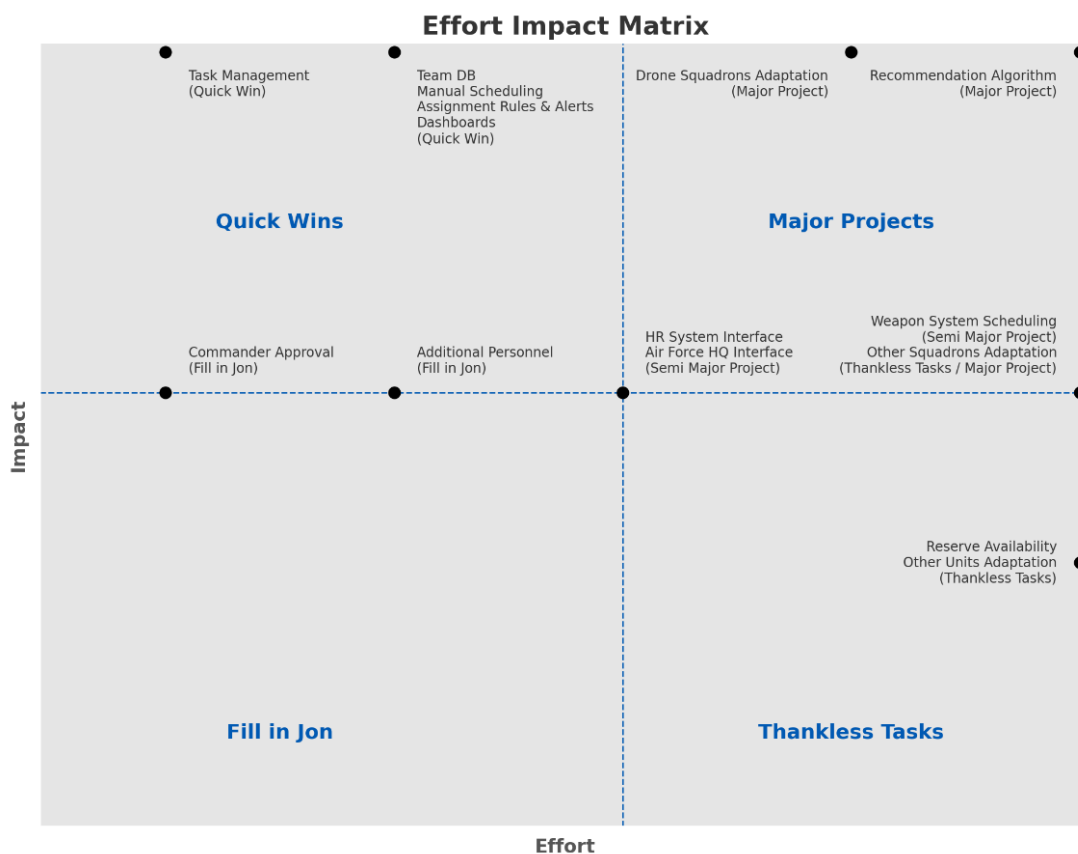 Effort Impact Matrix
Task Management
(Quick Win)
Team DB
Manual Scheduling
Assignment Rules & Alerts
Dashboards
(Quick Win)
Drone Squadrons Adaptation
(Major Project)
Recommendation Algorithm
(Major Project)
Quick Wins
Major Projects
Commander Approval
(Fill in Jon)
Additional Personnel
(Fill in Jon)
HR System Interface
Air Force HQ Interface
(Semi Major Project)
Weapon System Scheduling
(Semi Major Project)
Other Squadrons Adaptation
(Thankless Tasks / Major Project)
Impact
Reserve Availability
Other Units Adaptation
(Thankless Tasks)
Fill in Jon
Thankless Tasks
Effort